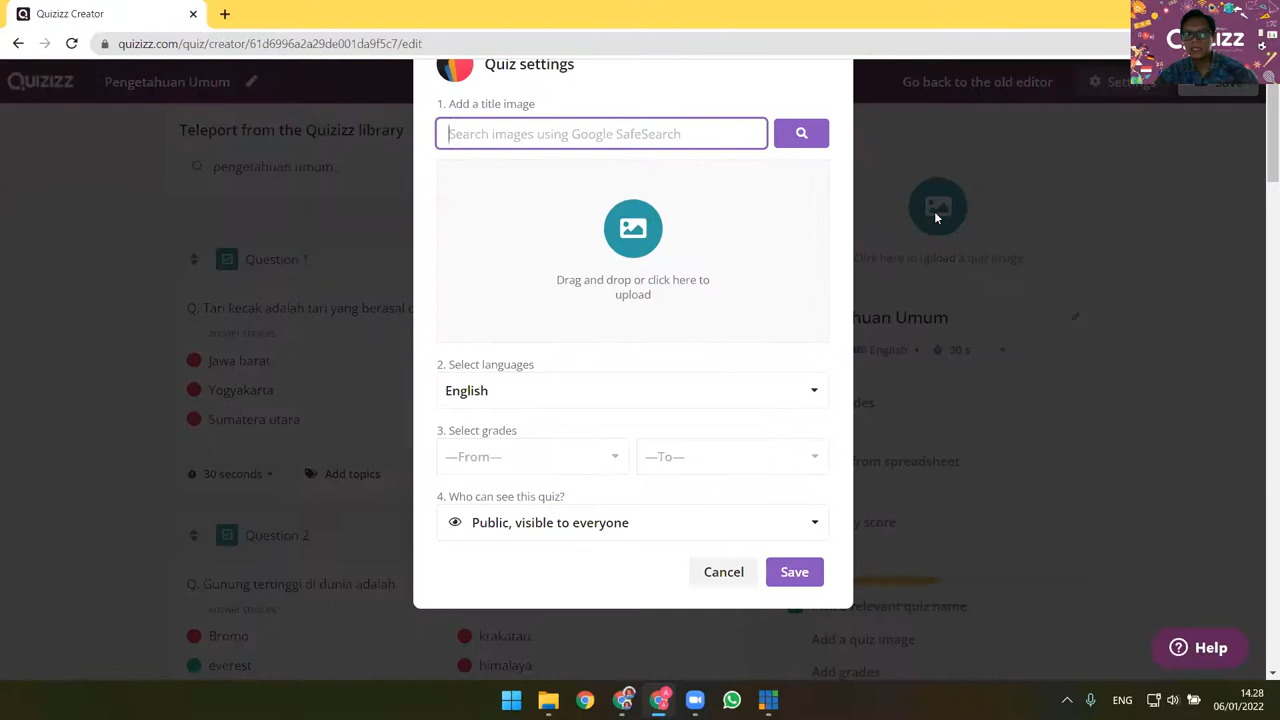 Quizizz Creator
quizizz.com/quiz/creator/61d6996a2a29de001da9f5c7/edit
Quizizz
Pengetahuan Umum
Go back to the old editor
Settings
Save
Quizizz
Quiz settings
1. Add a title image
Search images using Google SafeSearch
Drag and drop or click here to
upload
2. Select languages
English
3. Select grades
—From—
—To—
4. Who can see this quiz?
Public, visible to everyone
Cancel
Save
Teleport from the Quizizz library
pengetahuan umum
Question 1
Q. Tari kecak adalah tari yang berasal d
answer choices
Jawa barat
Yogyakarta
Sumatera utara
30 seconds
Add topics
Question 2
Q. Gunung tertinggi di dunia adalah
answer choices
Bromo
krakatau
everest
himalaya
Click here to upload a quiz image
huan Umum
English
30 s
from spreadsheet
y score
relevant quiz name
Add a quiz image
Add grades
Help
ENG
14.28
06/01/2022